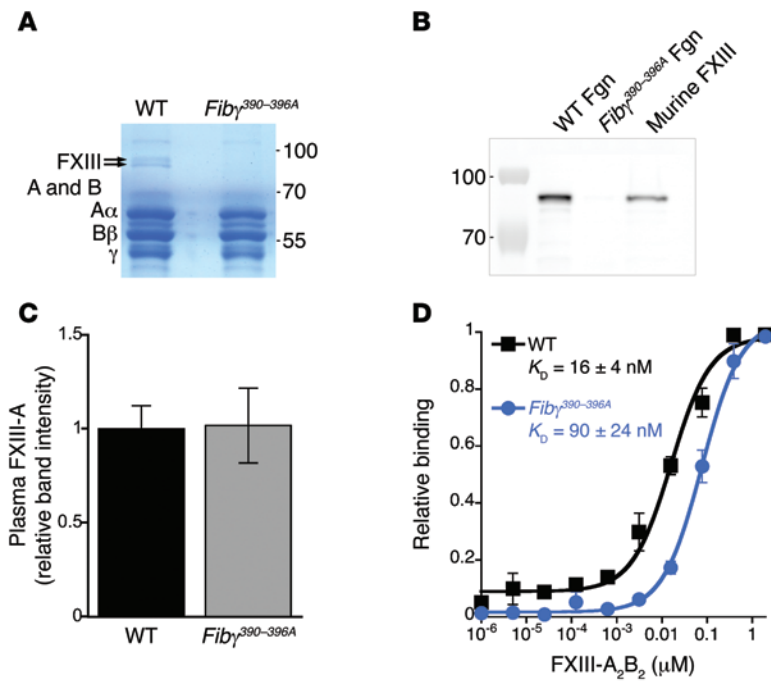 A
WT Fibγ390–396A
FXIII
A and B
Aα
Bβ
γ
-100
-70
-55
B
WT Fgn
Fibγ390–396A Fgn
Murine FXIII
100 -
70 -
C
Plasma FXIII-A
(relative band intensity)
1.5
1
0.5
0
WT Fibγ390–396A
D
Relative binding
1
0.8
0.6
0.4
0.2
0
WT
KD = 16 ± 4 nM
Fibγ390–396A
KD = 90 ± 24 nM
10-6 10-5 10-4 10-3 0.01 0.1 1
FXIII-A2B2 (μM)